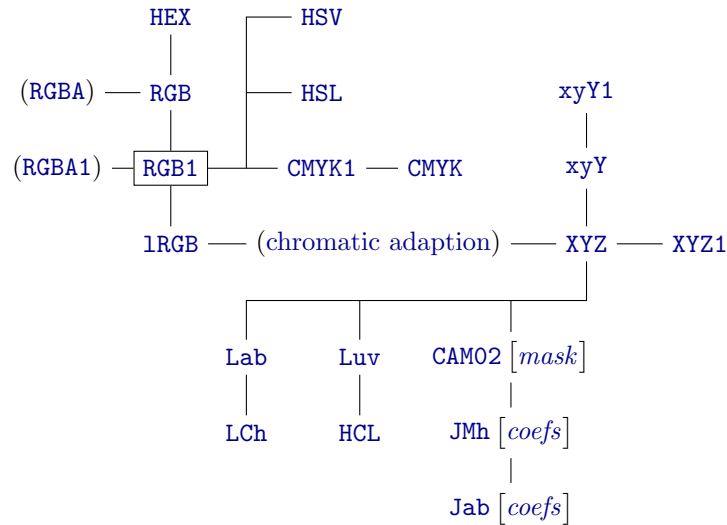 HEX HSV
(RGBA) RGB HSL xyY1
(RGBA1) RGB1 CMYK1 CMYK xyY
lRGB (chromatic adaption) XYZ XYZ1
Lab Luv CAM02 [mask]
LCh HCL JMh [coefs]
Jab [coefs]